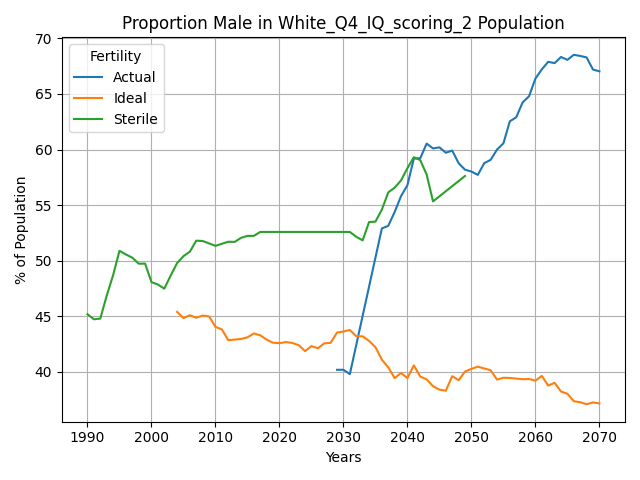 Proportion Male in White_Q4_IQ_scoring_2 Population
Fertility
Actual
Ideal
Sterile
% of Population
70
65
60
55
50
45
40
1990 2000 2010 2020 2030 2040 2050 2060 2070
Years